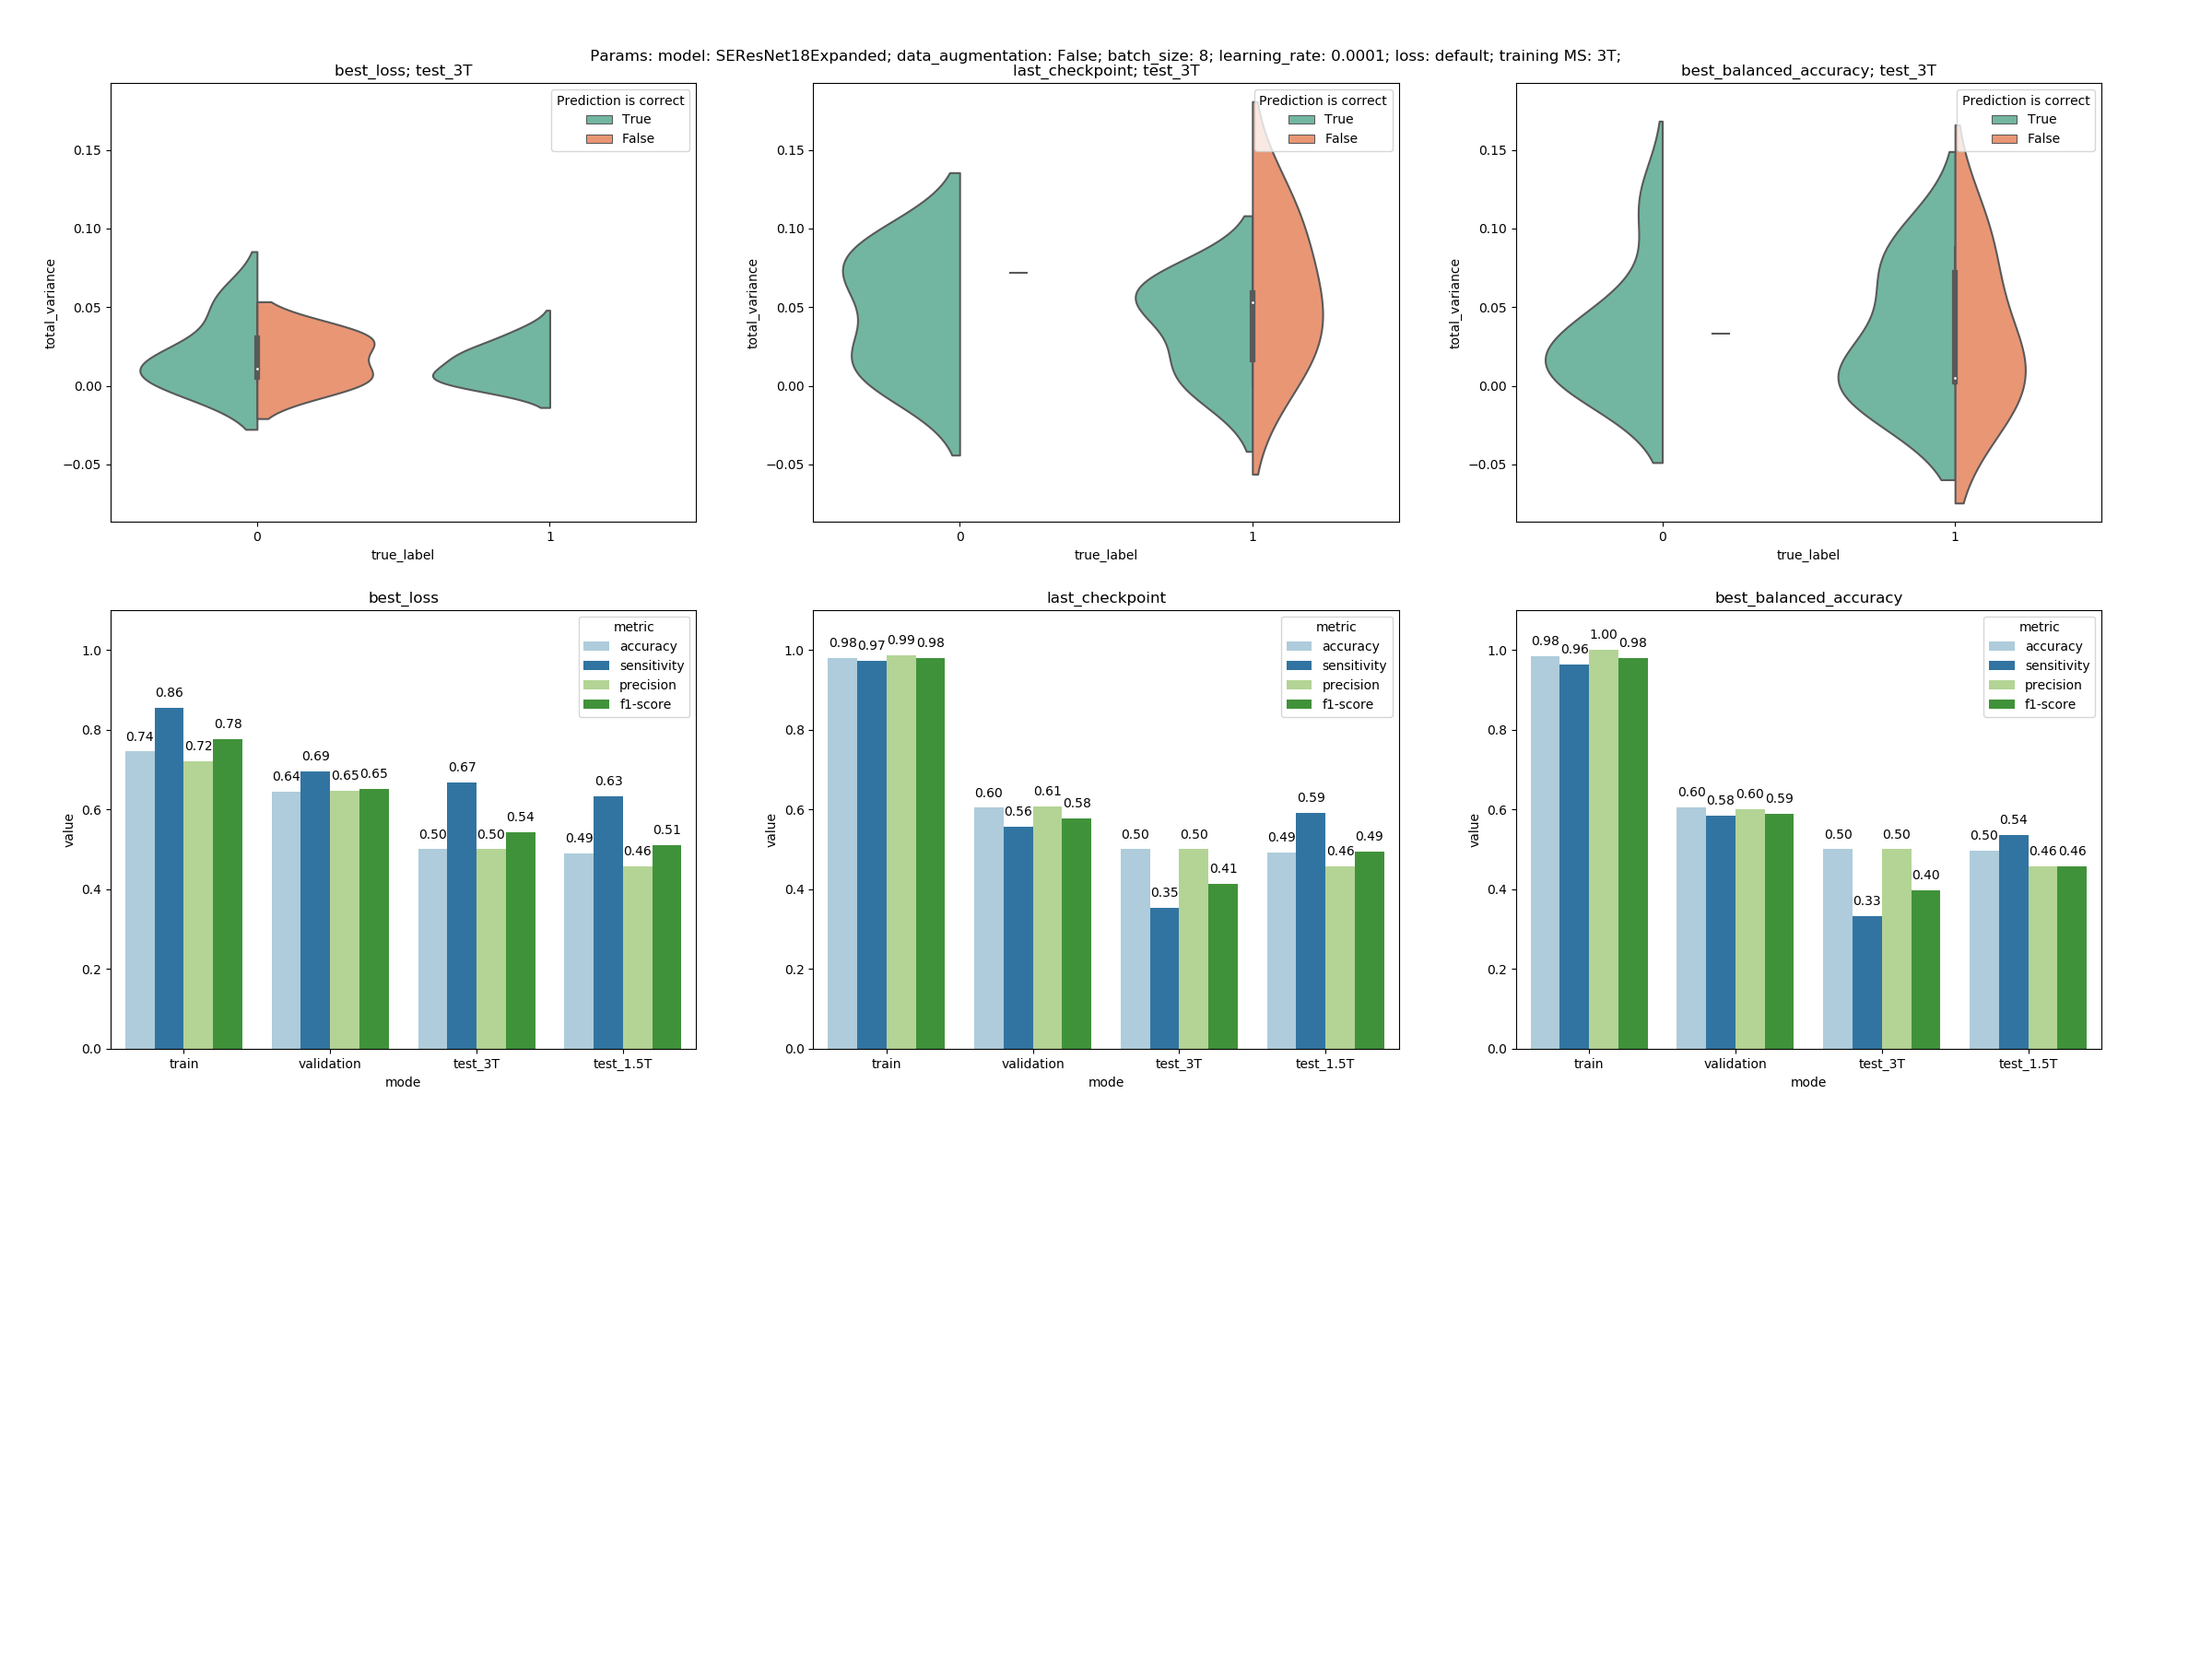 Params: model: SEResNet18Expanded; data_augmentation: False; batch_size: 8; learning_rate: 0.0001; loss: default; training MS: 3T;
best_loss; test_3T
Prediction is correct
True
False
0.15
0.10
0.05
0.00
−0.05
total_variance
0 1
true_label
last_checkpoint; test_3T
Prediction is correct
True
False
0.15
0.10
0.05
0.00
−0.05
total_variance
0 1
true_label
best_balanced_accuracy; test_3T
Prediction is correct
True
False
0.15
0.10
0.05
0.00
−0.05
total_variance
0 1
true_label
best_loss
metric
accuracy
sensitivity
precision
f1-score
1.0
0.8
0.6
0.4
0.2
0.0
value
0.74 0.86 0.72 0.78
0.64 0.69 0.65 0.65
0.50 0.67 0.50 0.54
0.49 0.63 0.46 0.51
train validation test_3T test_1.5T
mode
last_checkpoint
metric
accuracy
sensitivity
precision
f1-score
1.0
0.8
0.6
0.4
0.2
0.0
value
0.98 0.97 0.99 0.98
0.60 0.56 0.61 0.58
0.50 0.35 0.50 0.41
0.49 0.59 0.46 0.49
train validation test_3T test_1.5T
mode
best_balanced_accuracy
metric
accuracy
sensitivity
precision
f1-score
1.0
0.8
0.6
0.4
0.2
0.0
value
0.98 0.96 1.00 0.98
0.60 0.58 0.60 0.59
0.50 0.33 0.50 0.40
0.50 0.54 0.46 0.46
train validation test_3T test_1.5T
mode